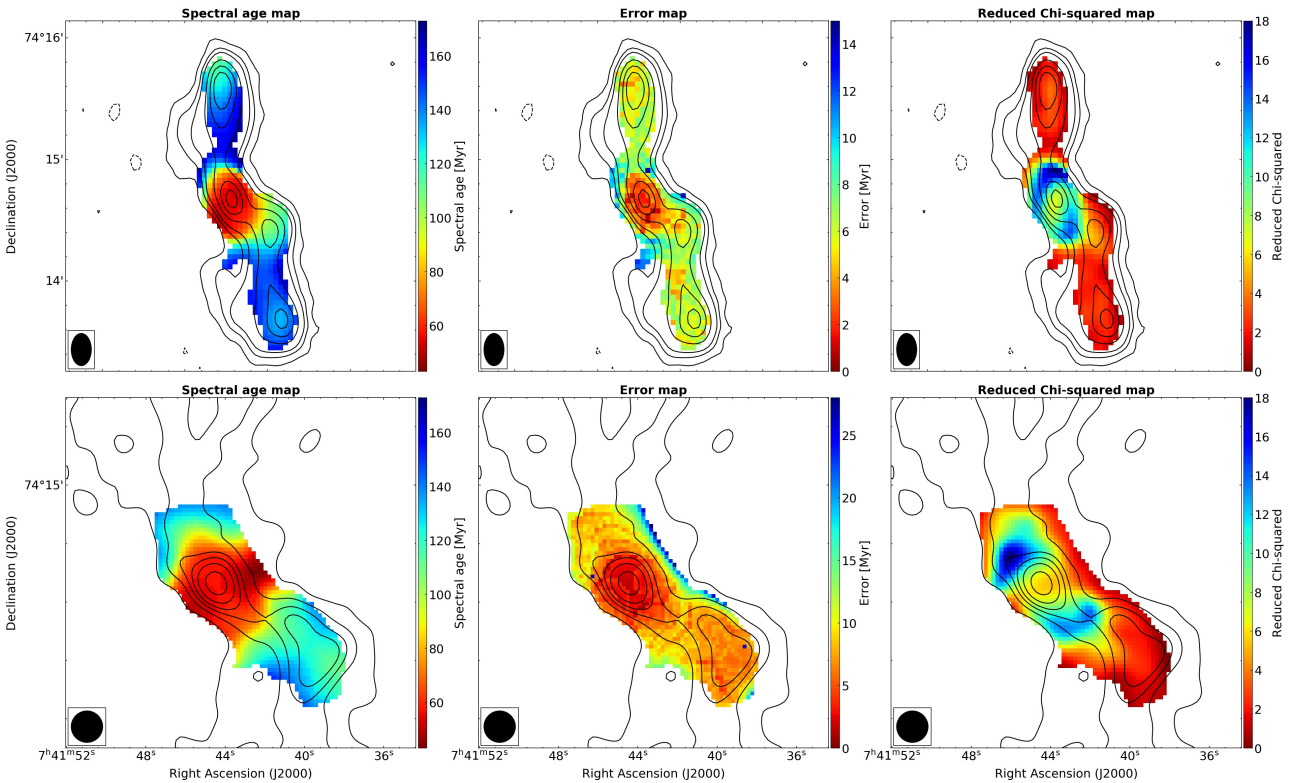 Spectral age map
Error map
Reduced Chi-squared map
74°16'
15'
14'
Declination (J2000)
160
140
120
100
80
60
Spectral age [Myr]
14
12
10
8
6
4
2
0
Error [Myr]
18
16
14
12
10
8
6
4
2
0
Reduced Chi-squared
Spectral age map
Error map
Reduced Chi-squared map
74°15'
Declination (J2000)
7h41m52s 48s 44s 40s 36s
Right Ascension (J2000)
160
140
120
100
80
60
Spectral age [Myr]
7h41m52s 48s 44s 40s 36s
Right Ascension (J2000)
25
20
15
10
5
0
Error [Myr]
7h41m52s 48s 44s 40s 36s
Right Ascension (J2000)
18
16
14
12
10
8
6
4
2
0
Reduced Chi-squared